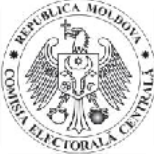 REPUBLICA MOLDOVA
COMISIA ELECTORALĂ CENTRALĂ